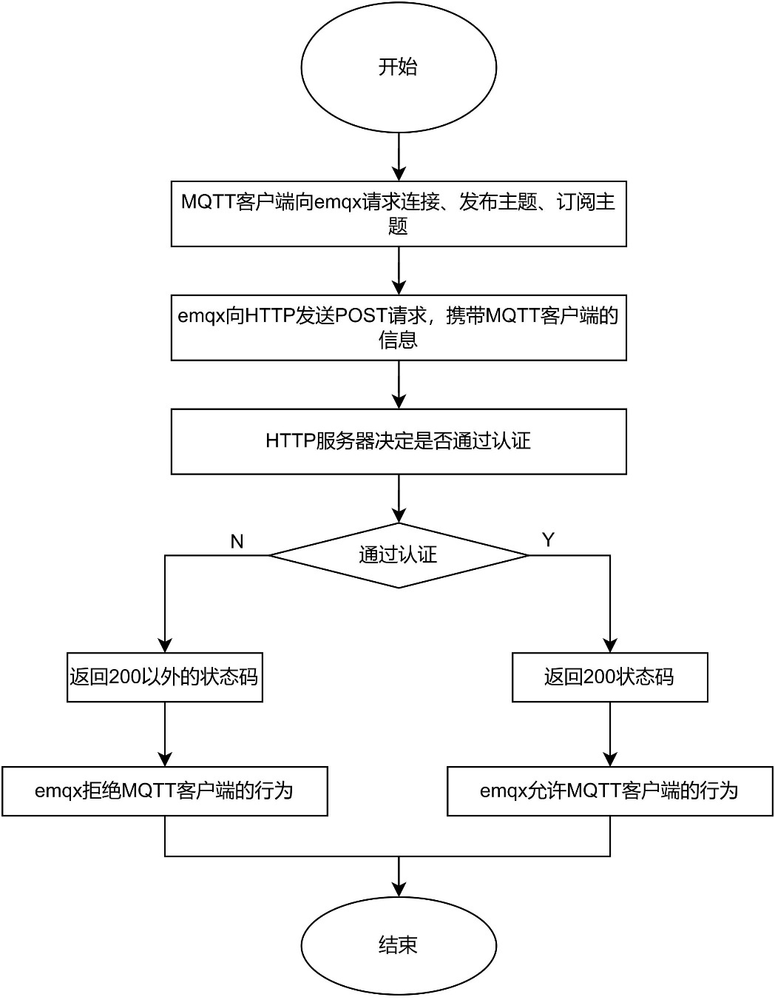 开始
MQTT客户端向emqx请求连接、发布主题、订阅主
题
emqx向HTTP发送POST请求，携带MQTT客户端的
信息
HTTP服务器决定是否通过认证
N
通过认证
Y
返回200以外的状态码
返回200状态码
emqx拒绝MQTT客户端的行为
emqx允许MQTT客户端的行为
结束